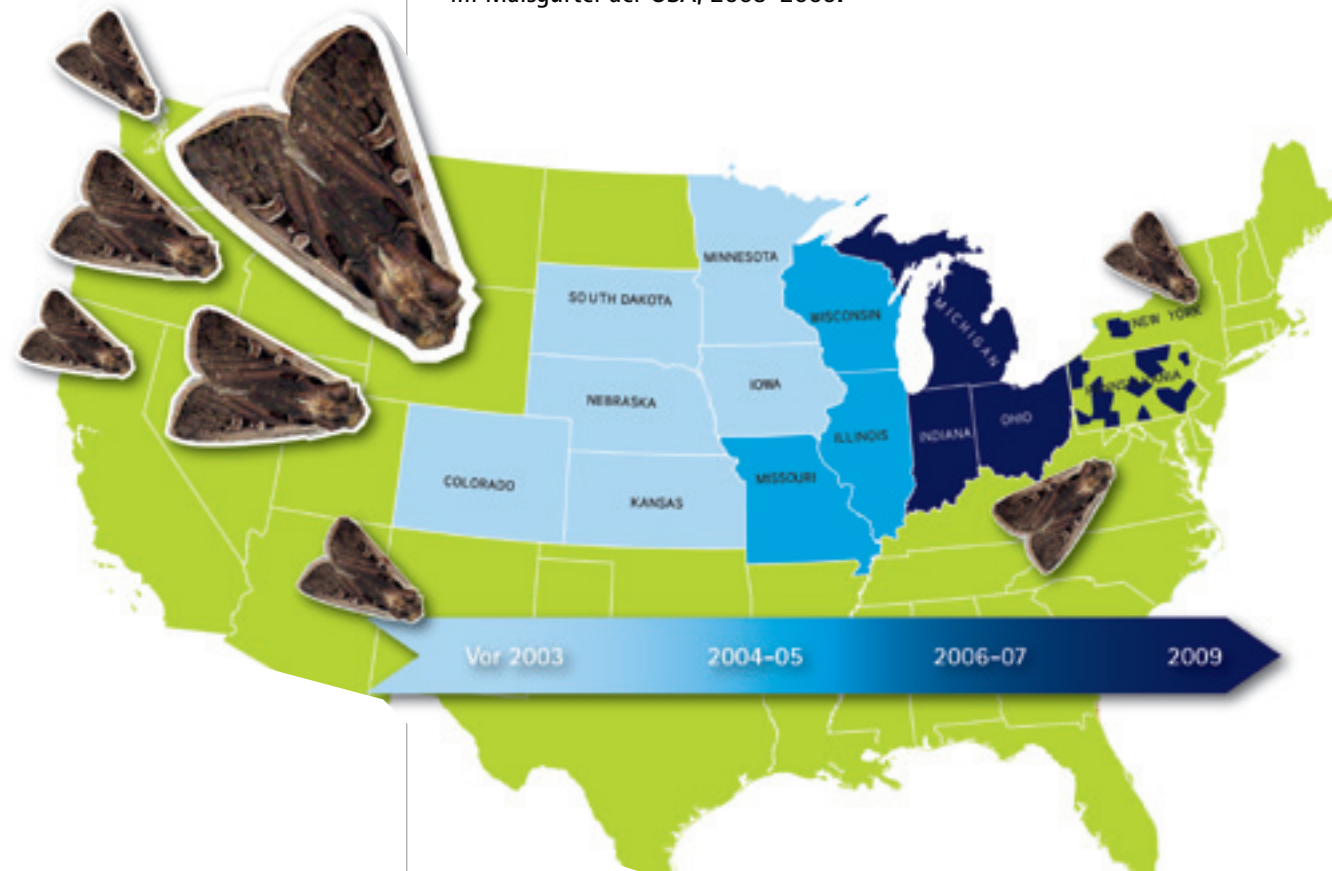 im Maisgürtel der USA, 2003–2009.
MINNESOTA
SOUTH DAKOTA
WISCONSIN
MICHIGAN
NEW YORK
NEBRASKA
IOWA
ILLINOIS
INDIANA
OHIO
COLORADO
KANSAS
MISSOURI
Vor 2003
2004–05
2006–07
2009